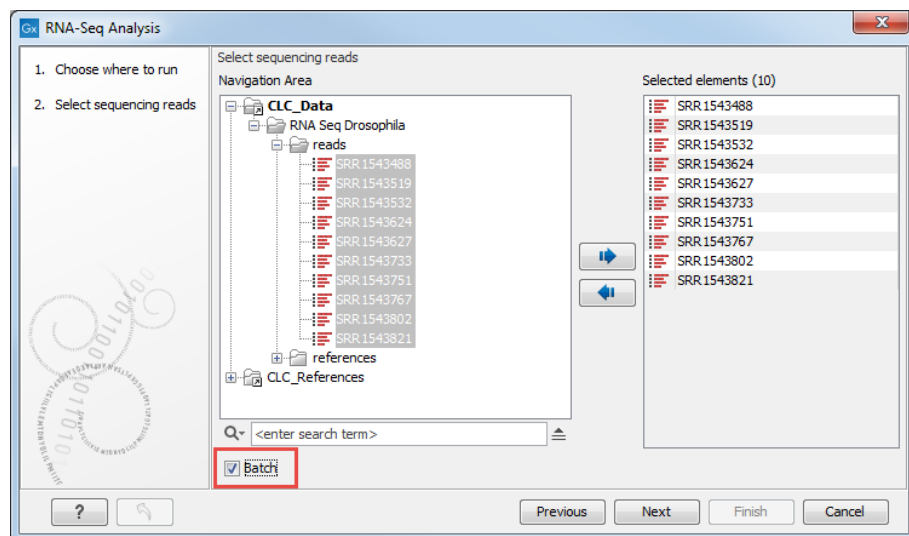 Gx RNA-Seq Analysis
1. Choose where to run
2. Select sequencing reads
Select sequencing reads
Navigation Area
CLC_Data
RNA Seq Drosophila
reads
SRR1543488
SRR1543519
SRR1543532
SRR1543624
SRR1543627
SRR1543733
SRR1543751
SRR1543767
SRR1543802
SRR1543821
references
CLC_References
<enter search term>
Batch
Selected elements (10)
SRR1543488
SRR1543519
SRR1543532
SRR1543624
SRR1543627
SRR1543733
SRR1543751
SRR1543767
SRR1543802
SRR1543821
? Previous Next Finish Cancel